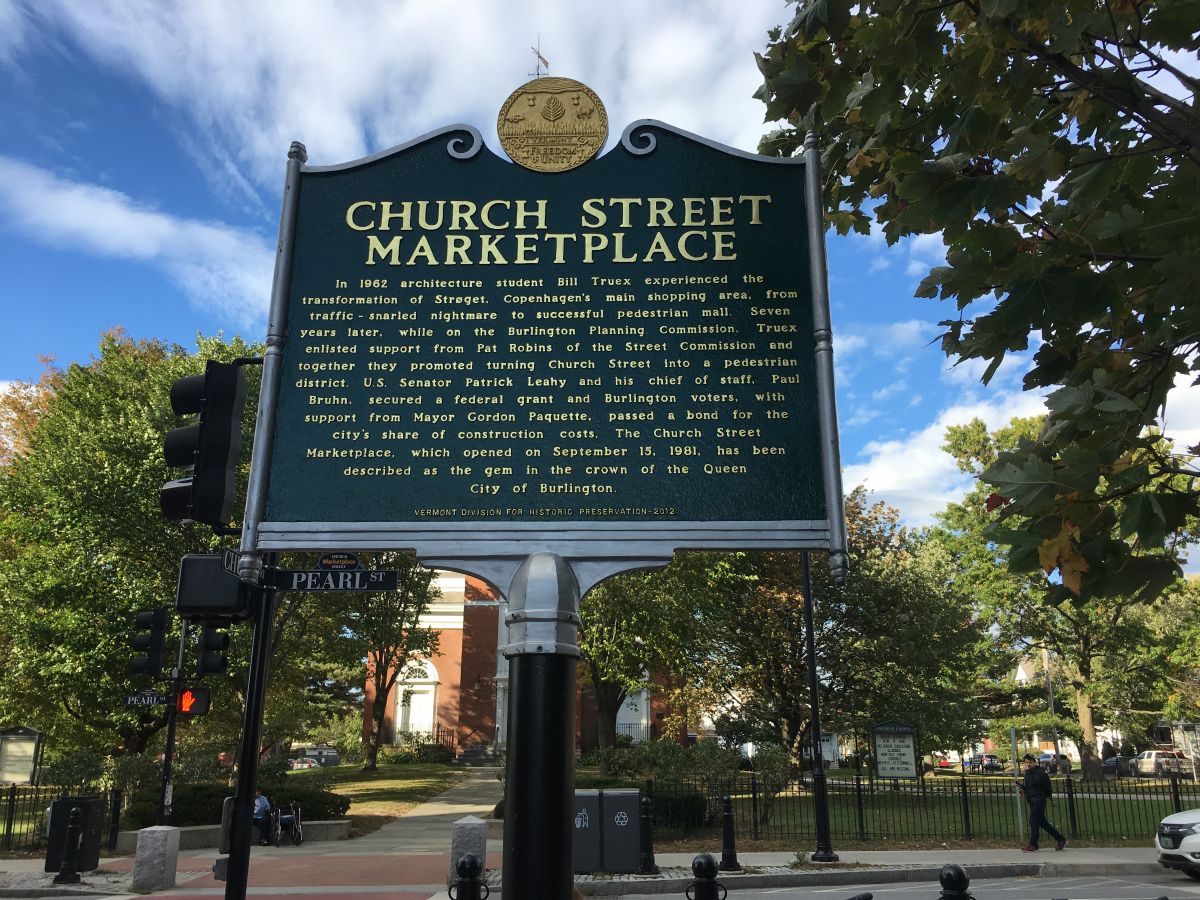 VERMONT
FREEDOM
& UNITY
CHURCH STREET
MARKETPLACE
In 1962 architecture student Bill Truex experienced the
transformation of Strøget, Copenhagen's main shopping area, from
traffic-snarled nightmare to successful pedestrian mall. Seven
years later, while on the Burlington Planning Commission, Truex
enlisted support from Pat Robins of the Street Commission and
together they promoted turning Church Street into a pedestrian
district. U.S. Senator Patrick Leahy and his chief of staff, Paul
Bruhn, secured a federal grant and Burlington voters, with
support from Mayor Gordon Paquette, passed a bond for the
city's share of construction costs. The Church Street
Marketplace, which opened on September 15, 1981, has been
described as the gem in the crown of the Queen
City of Burlington.
VERMONT DIVISION FOR HISTORIC PRESERVATION-2012
CH
CHURCH
Marketplace
STREET
PEARL ST
PEARL ST